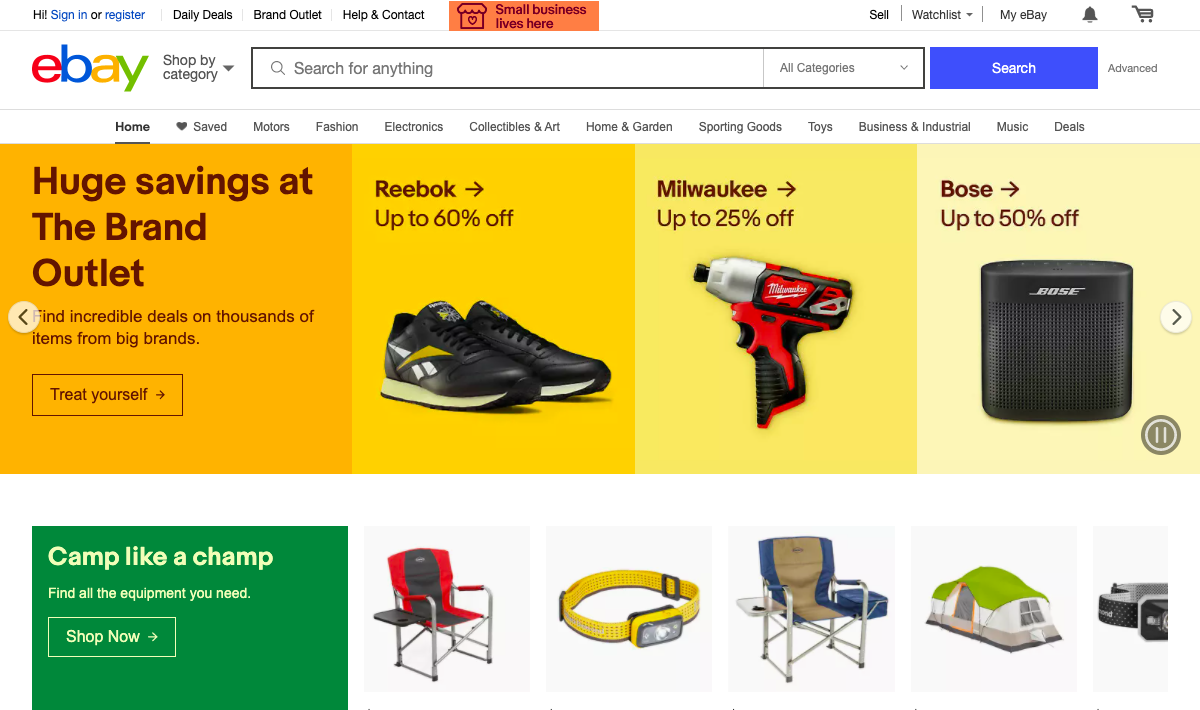 Hi! Sign in or register
Daily Deals
Brand Outlet
Help & Contact
Small business
lives here
Sell
Watchlist
My eBay
ebay
Shop by
category
Search for anything
All Categories
Search
Advanced
Home
Saved
Motors
Fashion
Electronics
Collectibles & Art
Home & Garden
Sporting Goods
Toys
Business & Industrial
Music
Deals
Huge savings at
The Brand
Outlet
Find incredible deals on thousands of
items from big brands.
Treat yourself →
Reebok →
Up to 60% off
Milwaukee →
Up to 25% off
Milwaukee
Bose →
Up to 50% off
BOSE
Camp like a champ
Find all the equipment you need.
Shop Now →